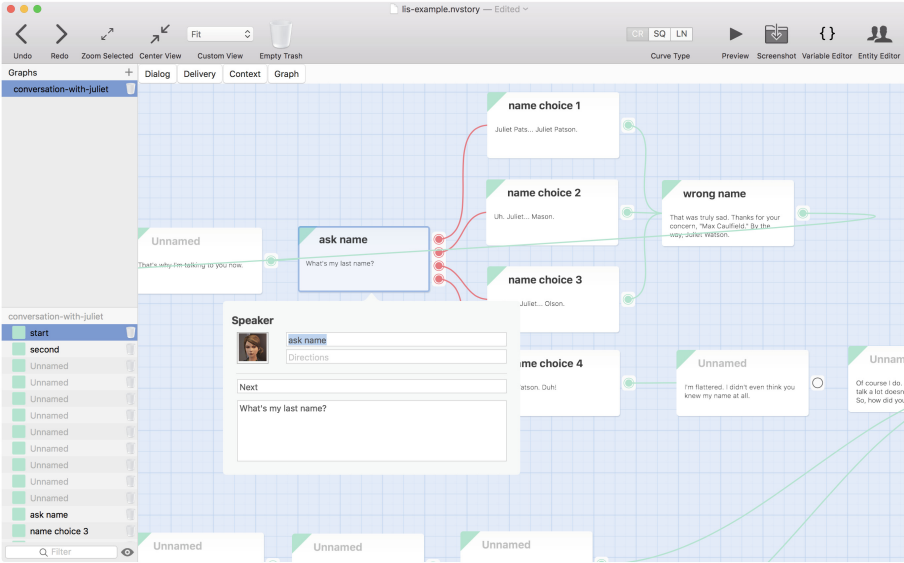 lis-example.nvstory — Edited
Fit
CR SQ LN
Undo Redo Zoom Selected Center View Custom View Empty Trash Curve Type Preview Screenshot Variable Editor Entity Editor
Graphs
conversation-with-juliet
Dialog Delivery Context Graph
name choice 1
Juliet Pats... Juliet Patson.
name choice 2
Uh. Juliet... Mason.
wrong name
That was truly sad. Thanks for your
concern, "Max Caulfield." By the
way, Juliet Watson.
Unnamed
That's why I'm talking to you now.
ask name
What's my last name?
name choice 3
Juliet... Olson.
me choice 4
atson. Duh!
Unnamed
I'm flattered. I didn't even think you
knew my name at all.
Unnam
Of course I do.
talk a lot doesn
So, how did you
Speaker
ask name
Directions
Next
What's my last name?
conversation-with-juliet
start
second
Unnamed
Unnamed
Unnamed
Unnamed
Unnamed
Unnamed
Unnamed
Unnamed
Unnamed
ask name
name choice 3
Filter
Unnamed
Unnamed
Unnamed